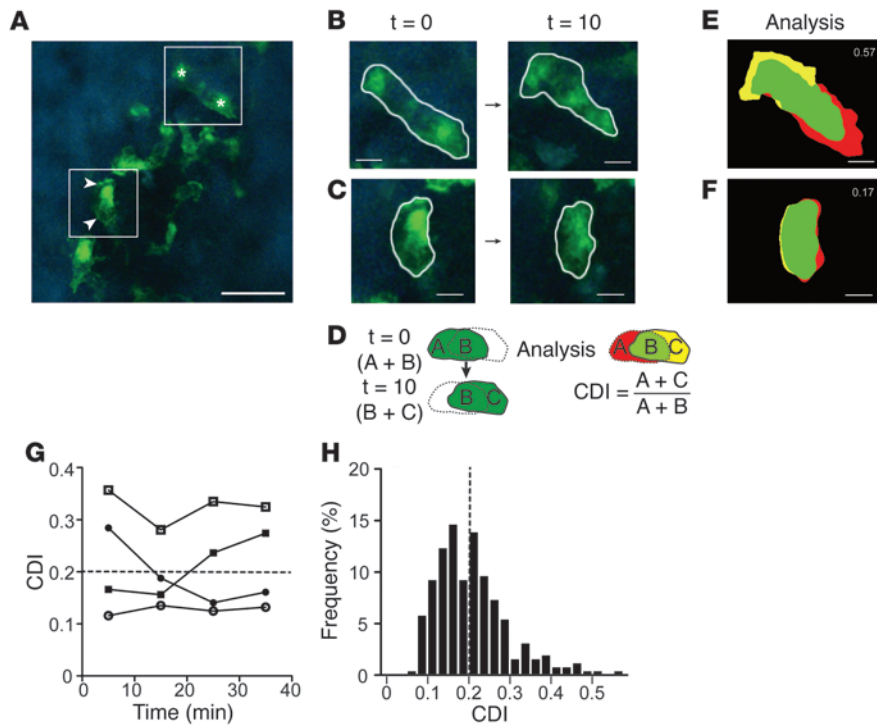 A
B
t = 0
t = 10
E
Analysis
0.57
*
*
C
F
0.17
D
t = 0
(A + B)
A B
Analysis
A B C
t = 10
(B + C)
B C
CDI = A + C
A + B
G
CDI
0.4
0.3
0.2
0.1
0
0 10 20 30 40
Time (min)
H
Frequency (%)
20
15
10
5
0
0 0.1 0.2 0.3 0.4 0.5
CDI